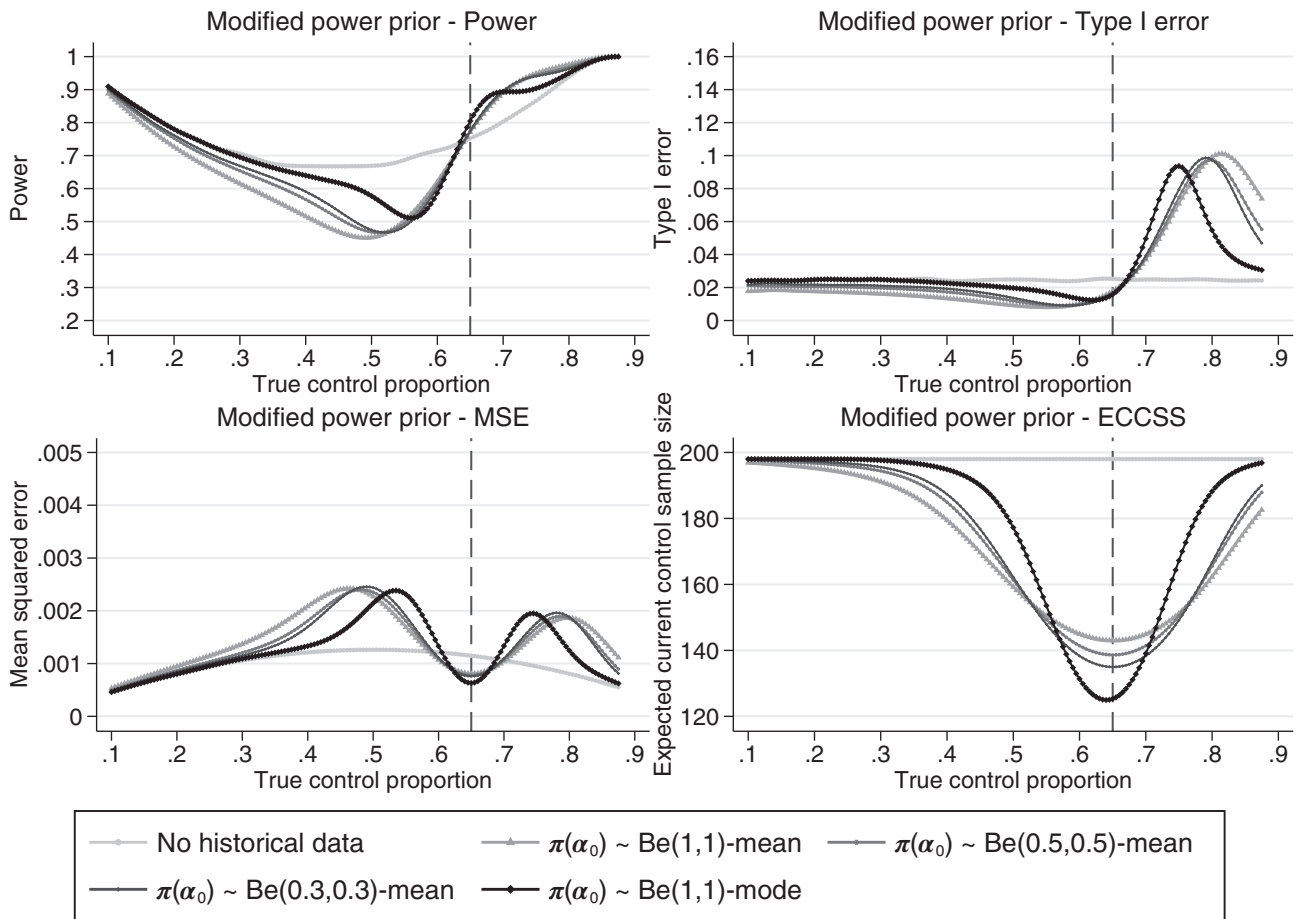 Modified power prior - Power
1
.9
.8
.7
.6
.5
.4
.3
.2
Power
.1 .2 .3 .4 .5 .6 .7 .8 .9
True control proportion
Modified power prior - Type I error
.16
.14
.12
.1
.08
.06
.04
.02
0
Type I error
.1 .2 .3 .4 .5 .6 .7 .8 .9
True control proportion
Modified power prior - MSE
.005
.004
.003
.002
.001
0
Mean squared error
.1 .2 .3 .4 .5 .6 .7 .8 .9
True control proportion
Modified power prior - ECCSS
200
180
160
140
120
Expected current control sample size
.1 .2 .3 .4 .5 .6 .7 .8 .9
True control proportion
No historical data
π(α₀) ~ Be(1,1)-mean
π(α₀) ~ Be(0.5,0.5)-mean
π(α₀) ~ Be(0.3,0.3)-mean
π(α₀) ~ Be(1,1)-mode